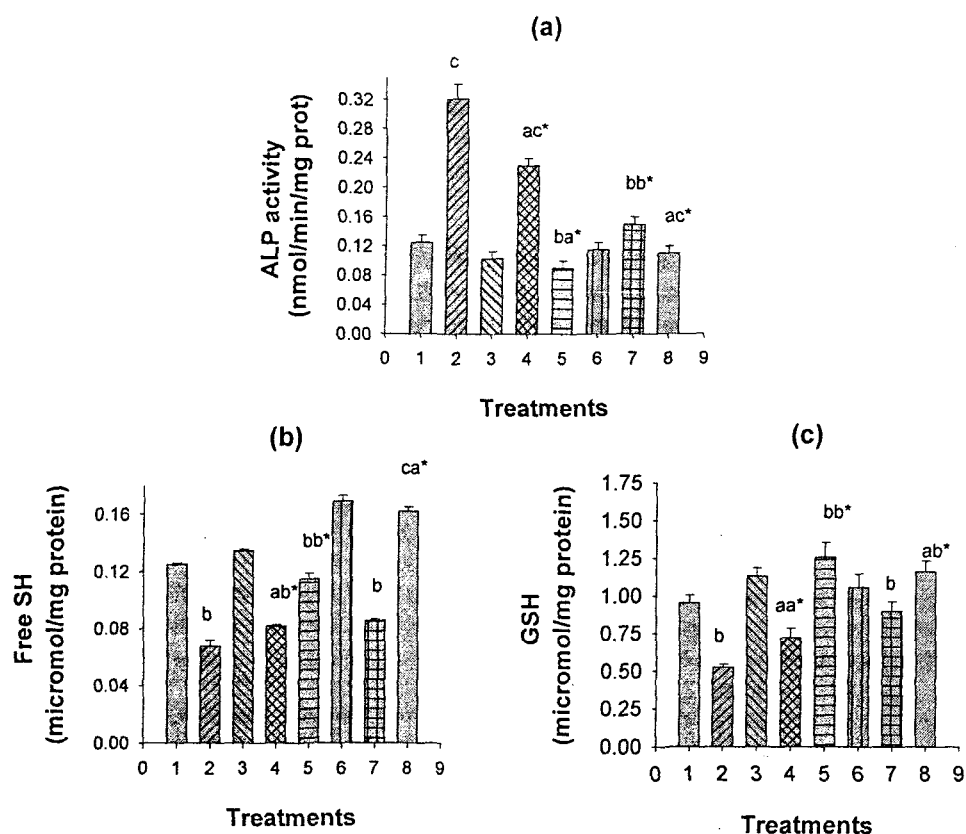 (a)
ALP activity
(nmol/min/mg prot)
0.32
0.28
0.24
0.20
0.16
0.12
0.08
0.04
0.00
c
ac*
ba*
bb*
ac*
0 1 2 3 4 5 6 7 8 9
Treatments
(b)
Free SH
(micromol/mg protein)
0.16
0.12
0.08
0.04
0.00
b
ab*
bb*
b
ca*
0 1 2 3 4 5 6 7 8 9
Treatments
(c)
GSH
(micromol/mg protein)
1.75
1.50
1.25
1.00
0.75
0.50
0.25
0.00
b
aa*
bb*
b
ab*
0 1 2 3 4 5 6 7 8 9
Treatments